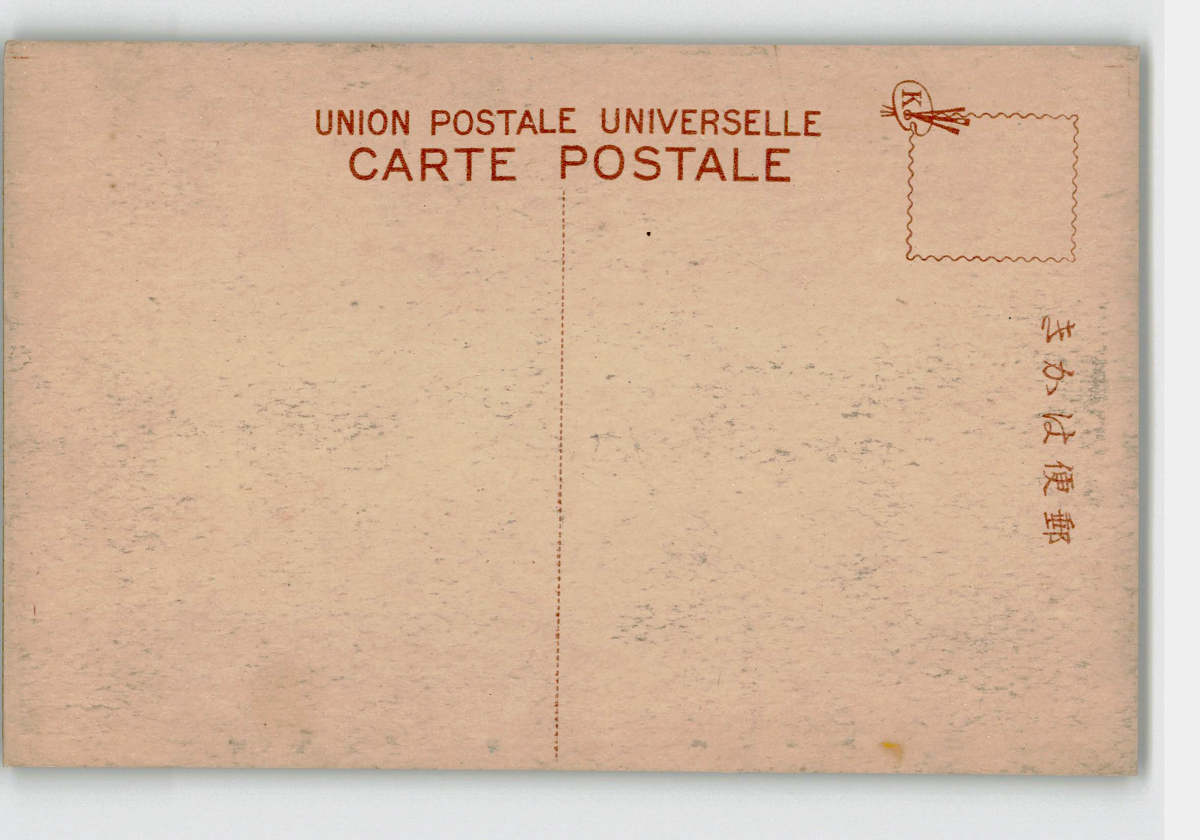 UNION POSTALE UNIVERSELLE
CARTE POSTALE
K
郵便はかき